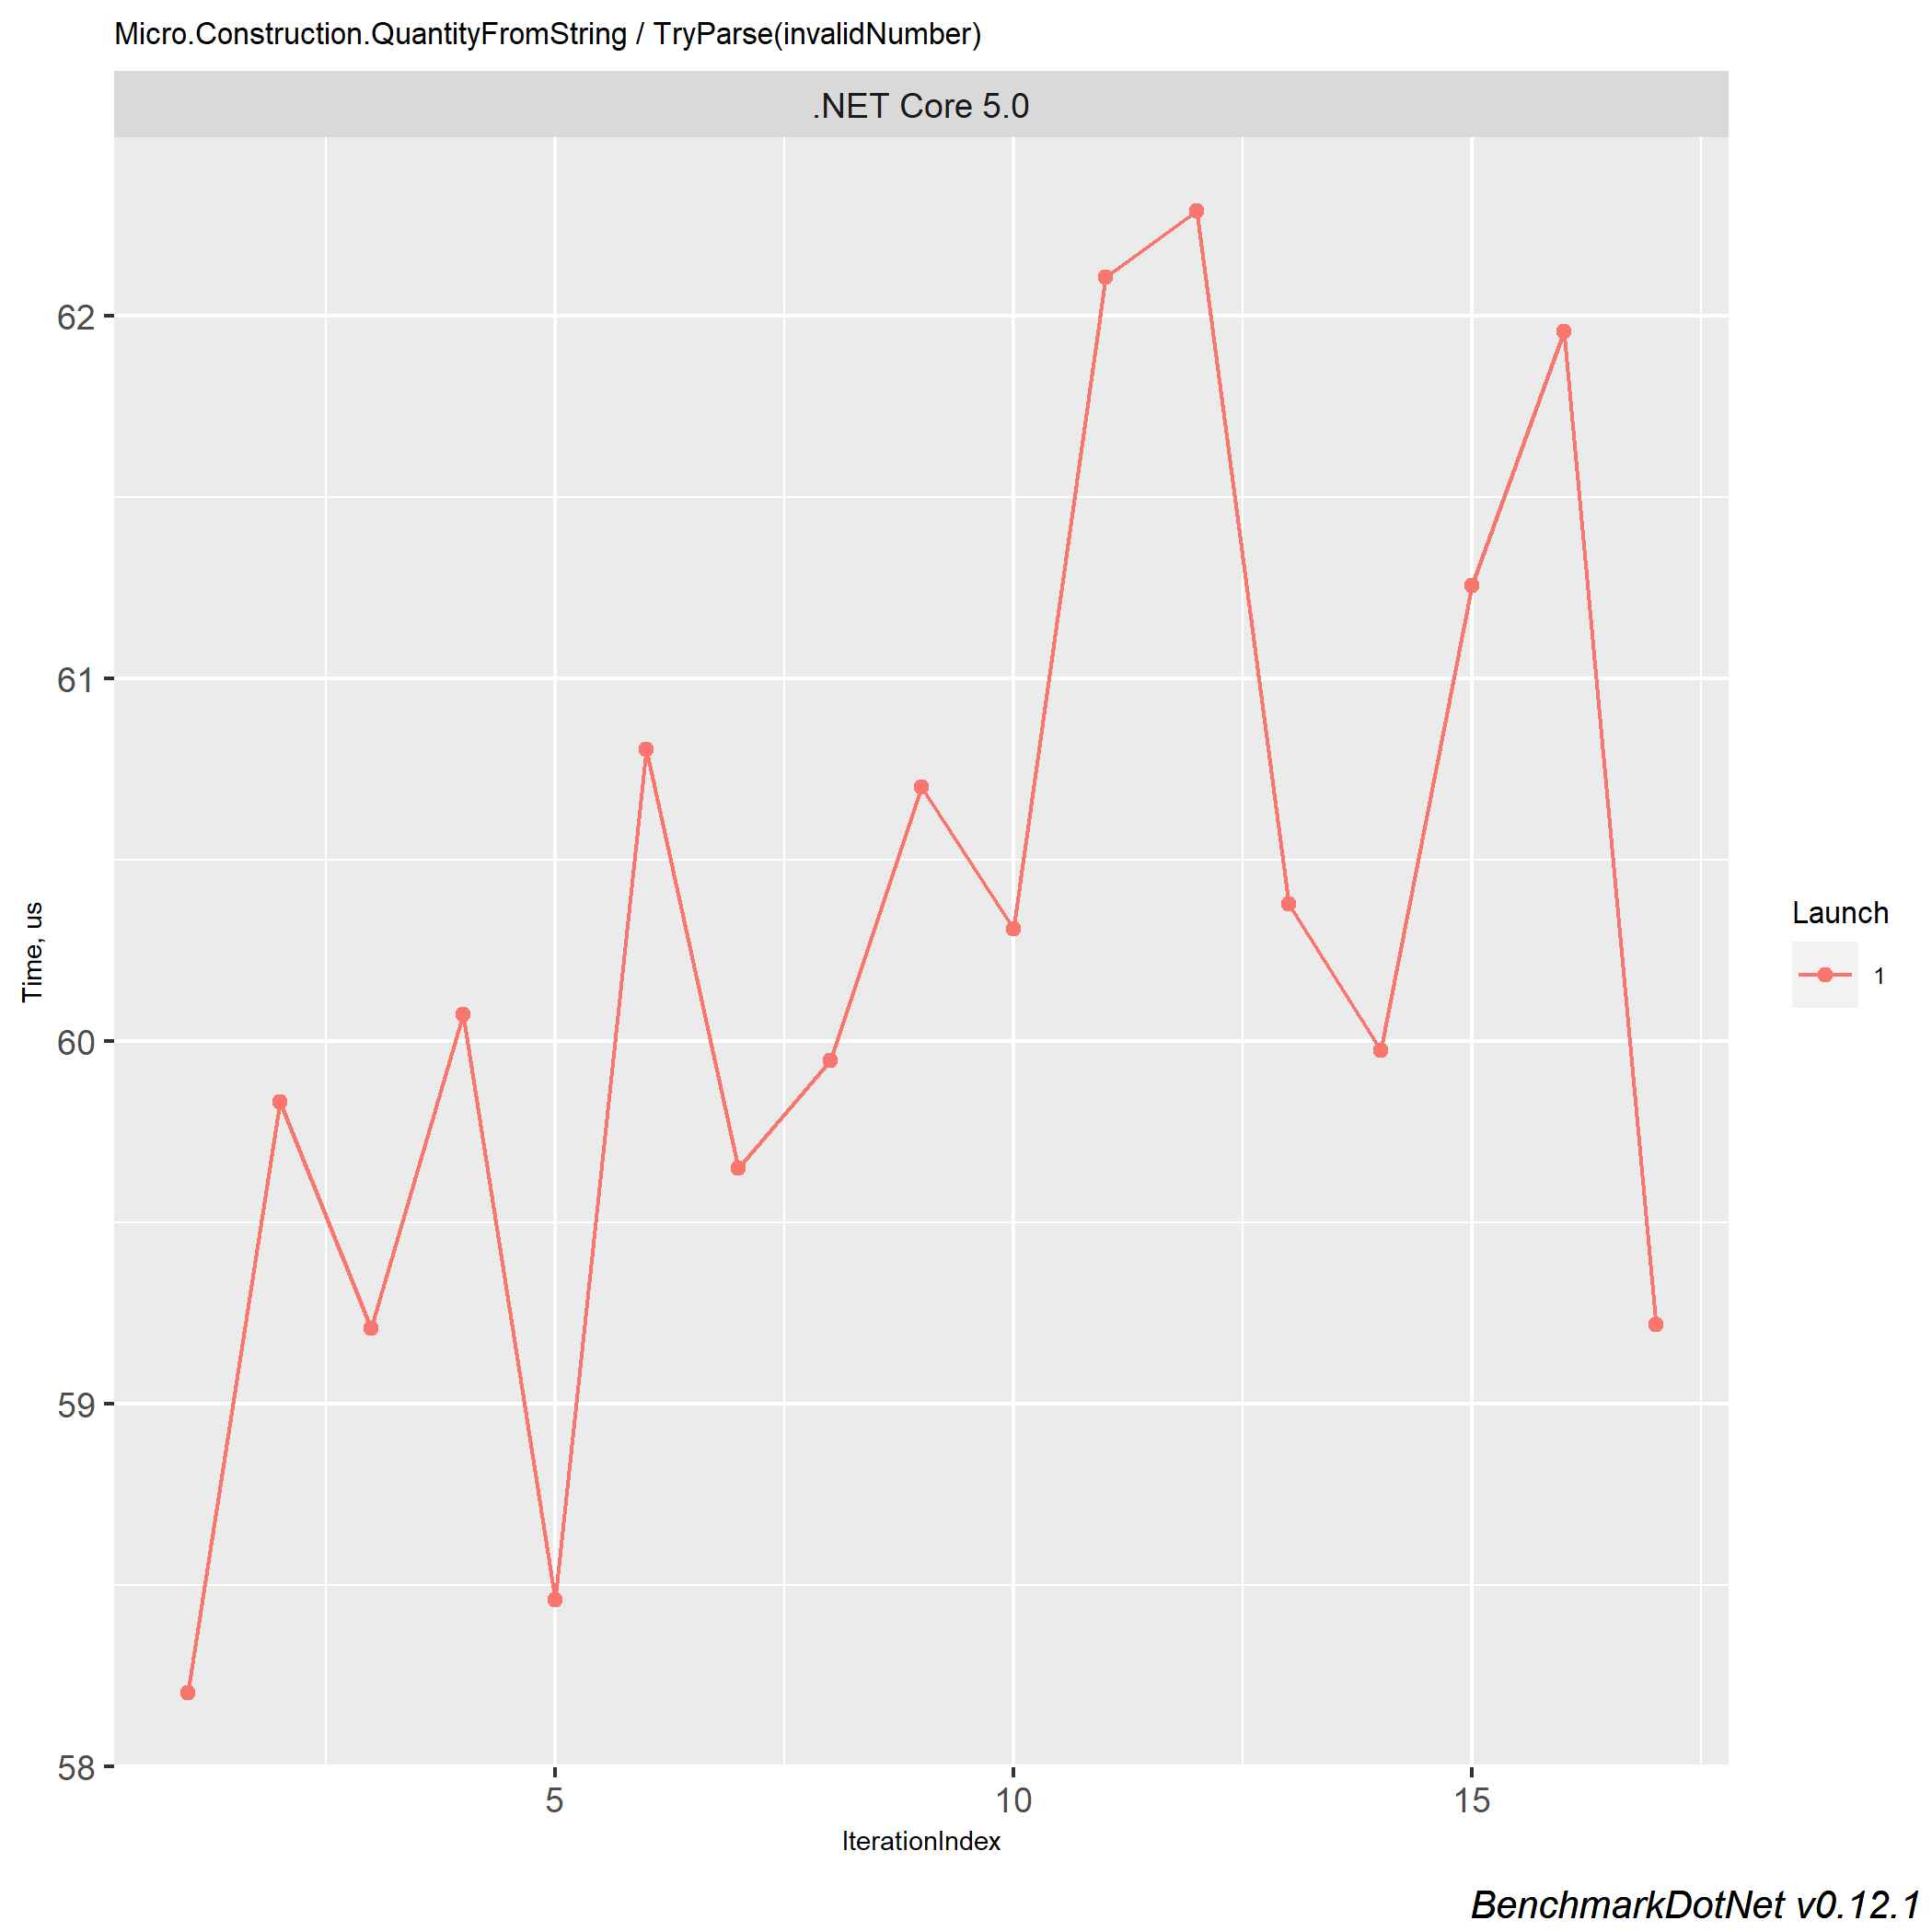 Micro.Construction.QuantityFromString / TryParse(invalidNumber)
.NET Core 5.0
62
61
60
59
58
Time, us
5 10 15
IterationIndex
Launch
1
BenchmarkDotNet v0.12.1